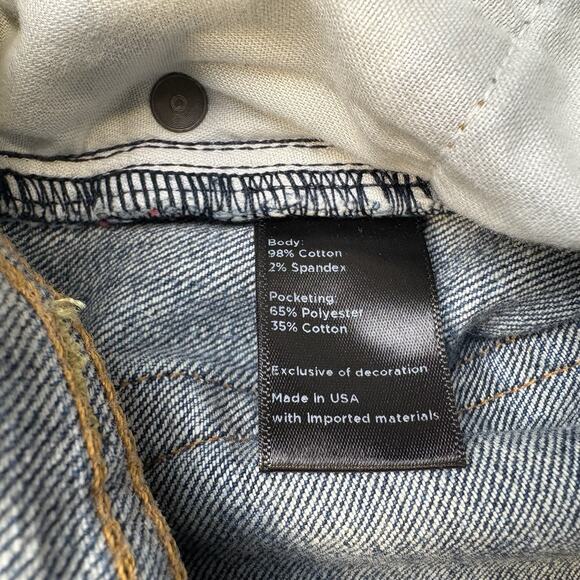 Body:
98% Cotton
2% Spandex
Pocketing:
65% Polyester
35% Cotton
Exclusive of decoration
Made in USA
with imported materials